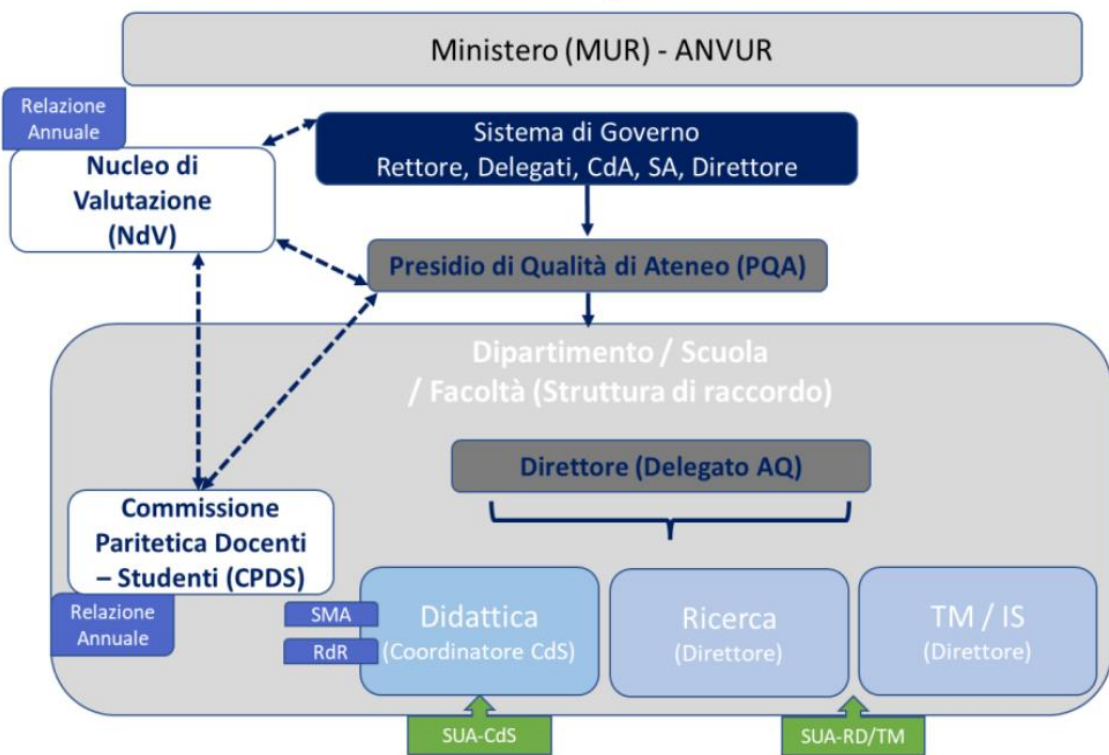 Ministero (MUR) - ANVUR
Relazione
Annuale
Sistema di Governo
Rettore, Delegati, CdA, SA, Direttore
Nucleo di
Valutazione
(NdV)
Presidio di Qualità di Ateneo (PQA)
Dipartimento / Scuola
/ Facoltà (Struttura di raccordo)
Direttore (Delegato AQ)
Commissione
Paritetica Docenti
– Studenti (CPDS)
Relazione
Annuale
SMA
RdR
Didattica
(Coordinatore CdS)
Ricerca
(Direttore)
TM / IS
(Direttore)
SUA-CdS
SUA-RD/TM